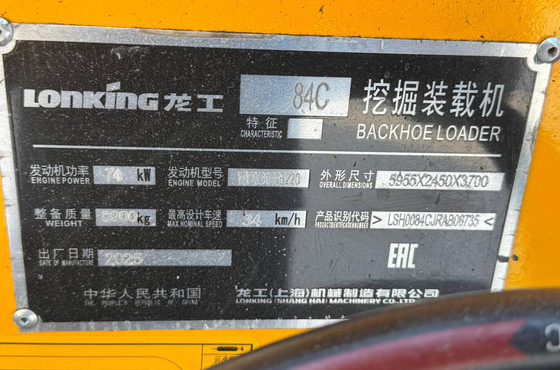 LONKING 龙工 84C 挖掘装载机
特征
CHARACTERISTIC
BACKHOE LOADER
发动机功率 74 kW 发动机型号 外形尺寸 5955X2450X3700
ENGINE POWER ENGINE MODEL OVERALL DIMENSIONS
整备质量 kg 最高设计车速 34 km/h 产品识别代码 > LSH0084CJRAB06735 <
WEIGHT MAX NOMINAL SPEED PRODUCT IDENTIFICATION NUMBER
出厂日期 2025
DATE OF MANUFACTURE
EAC
中华人民共和国 龙工(上海)机械制造有限公司
THE PEOPLE'S REPUBLIC OF CHINA LONKING (SHANG HAI) MACHINERY CO.,LTD